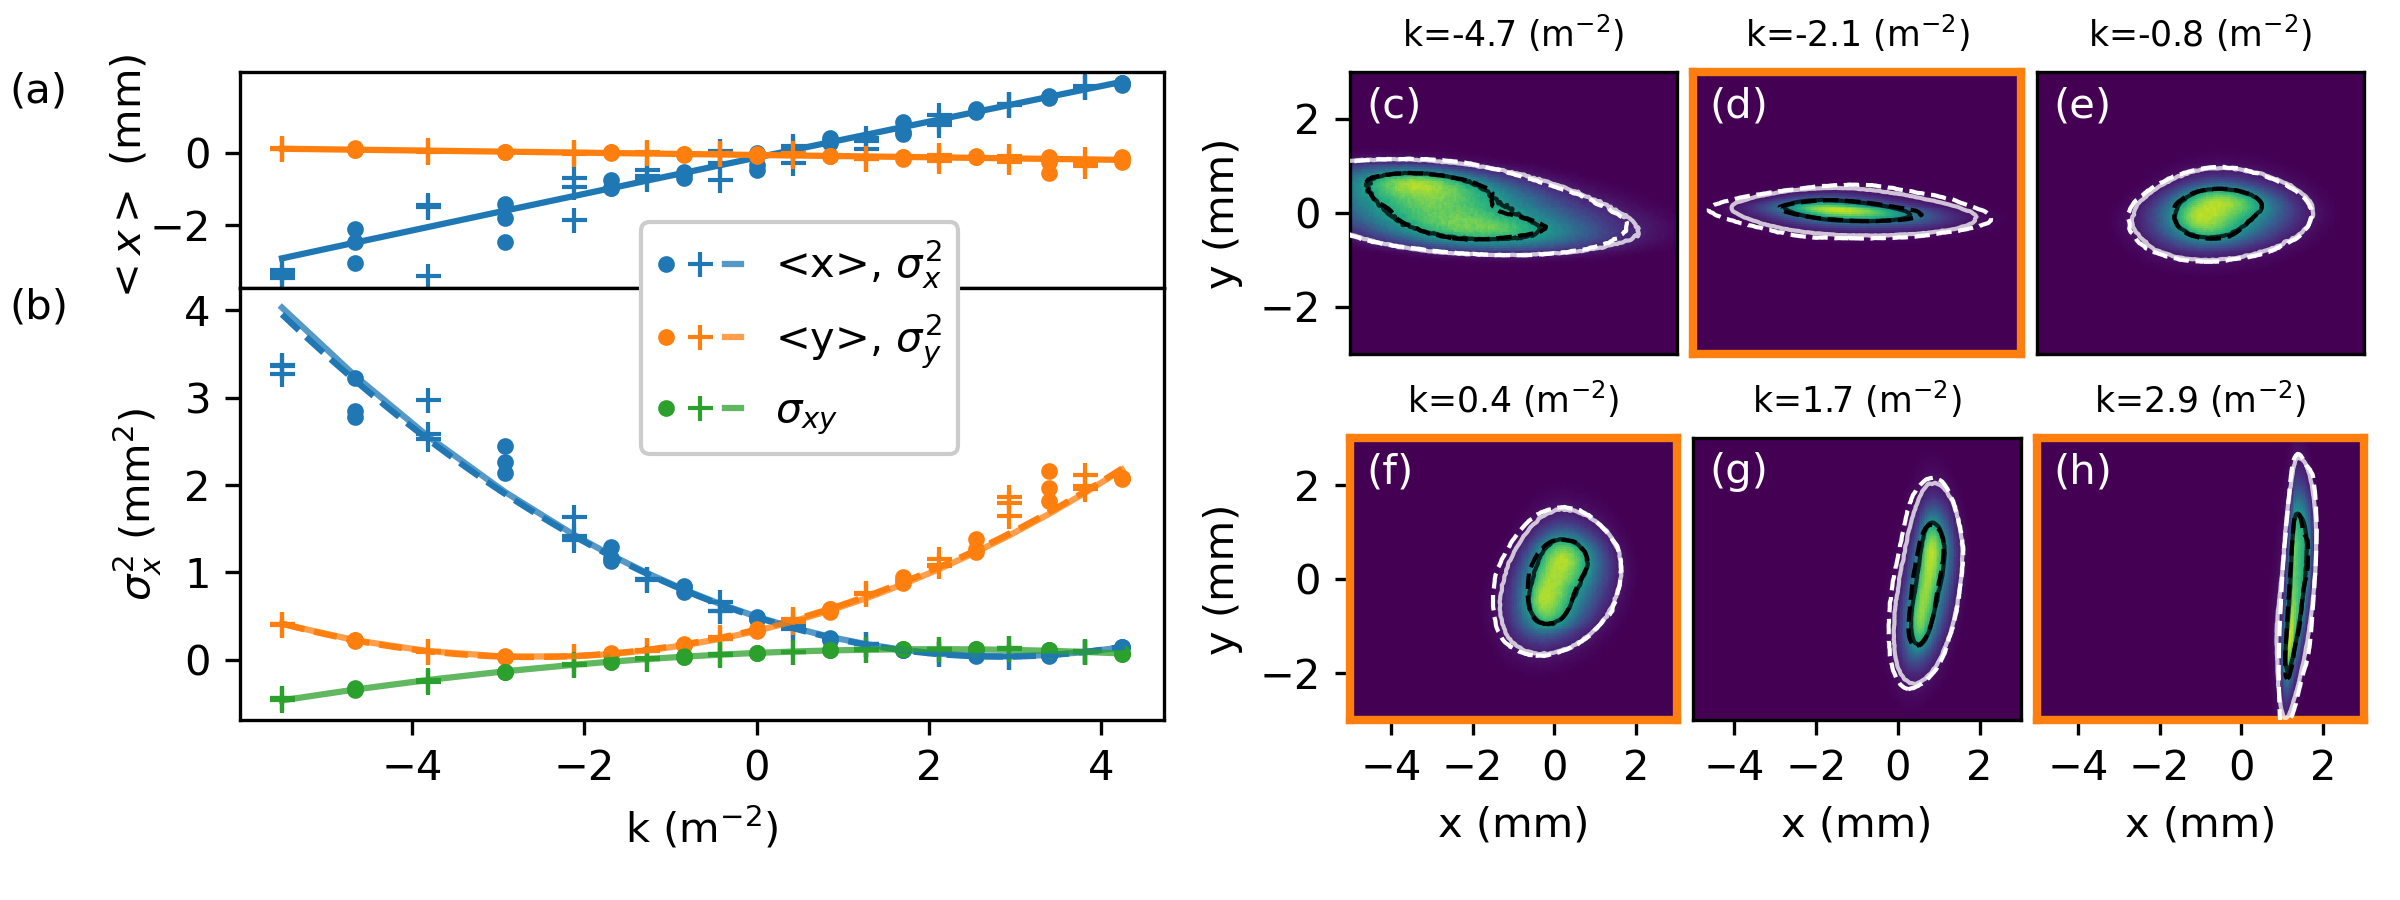 (a)
<x> (mm)
0
−2
(b)
σ²ₓ (mm²)
4
3
2
1
0
−4 −2 0 2 4
k (m⁻²)
<x>, σ²ₓ
<y>, σ²ᵧ
σₓᵧ
k=-4.7 (m⁻²)
k=-2.1 (m⁻²)
k=-0.8 (m⁻²)
(c)
(d)
(e)
y (mm)
2
0
−2
k=0.4 (m⁻²)
k=1.7 (m⁻²)
k=2.9 (m⁻²)
(f)
(g)
(h)
y (mm)
2
0
−2
−4 −2 0 2
−4 −2 0 2
−4 −2 0 2
x (mm)
x (mm)
x (mm)